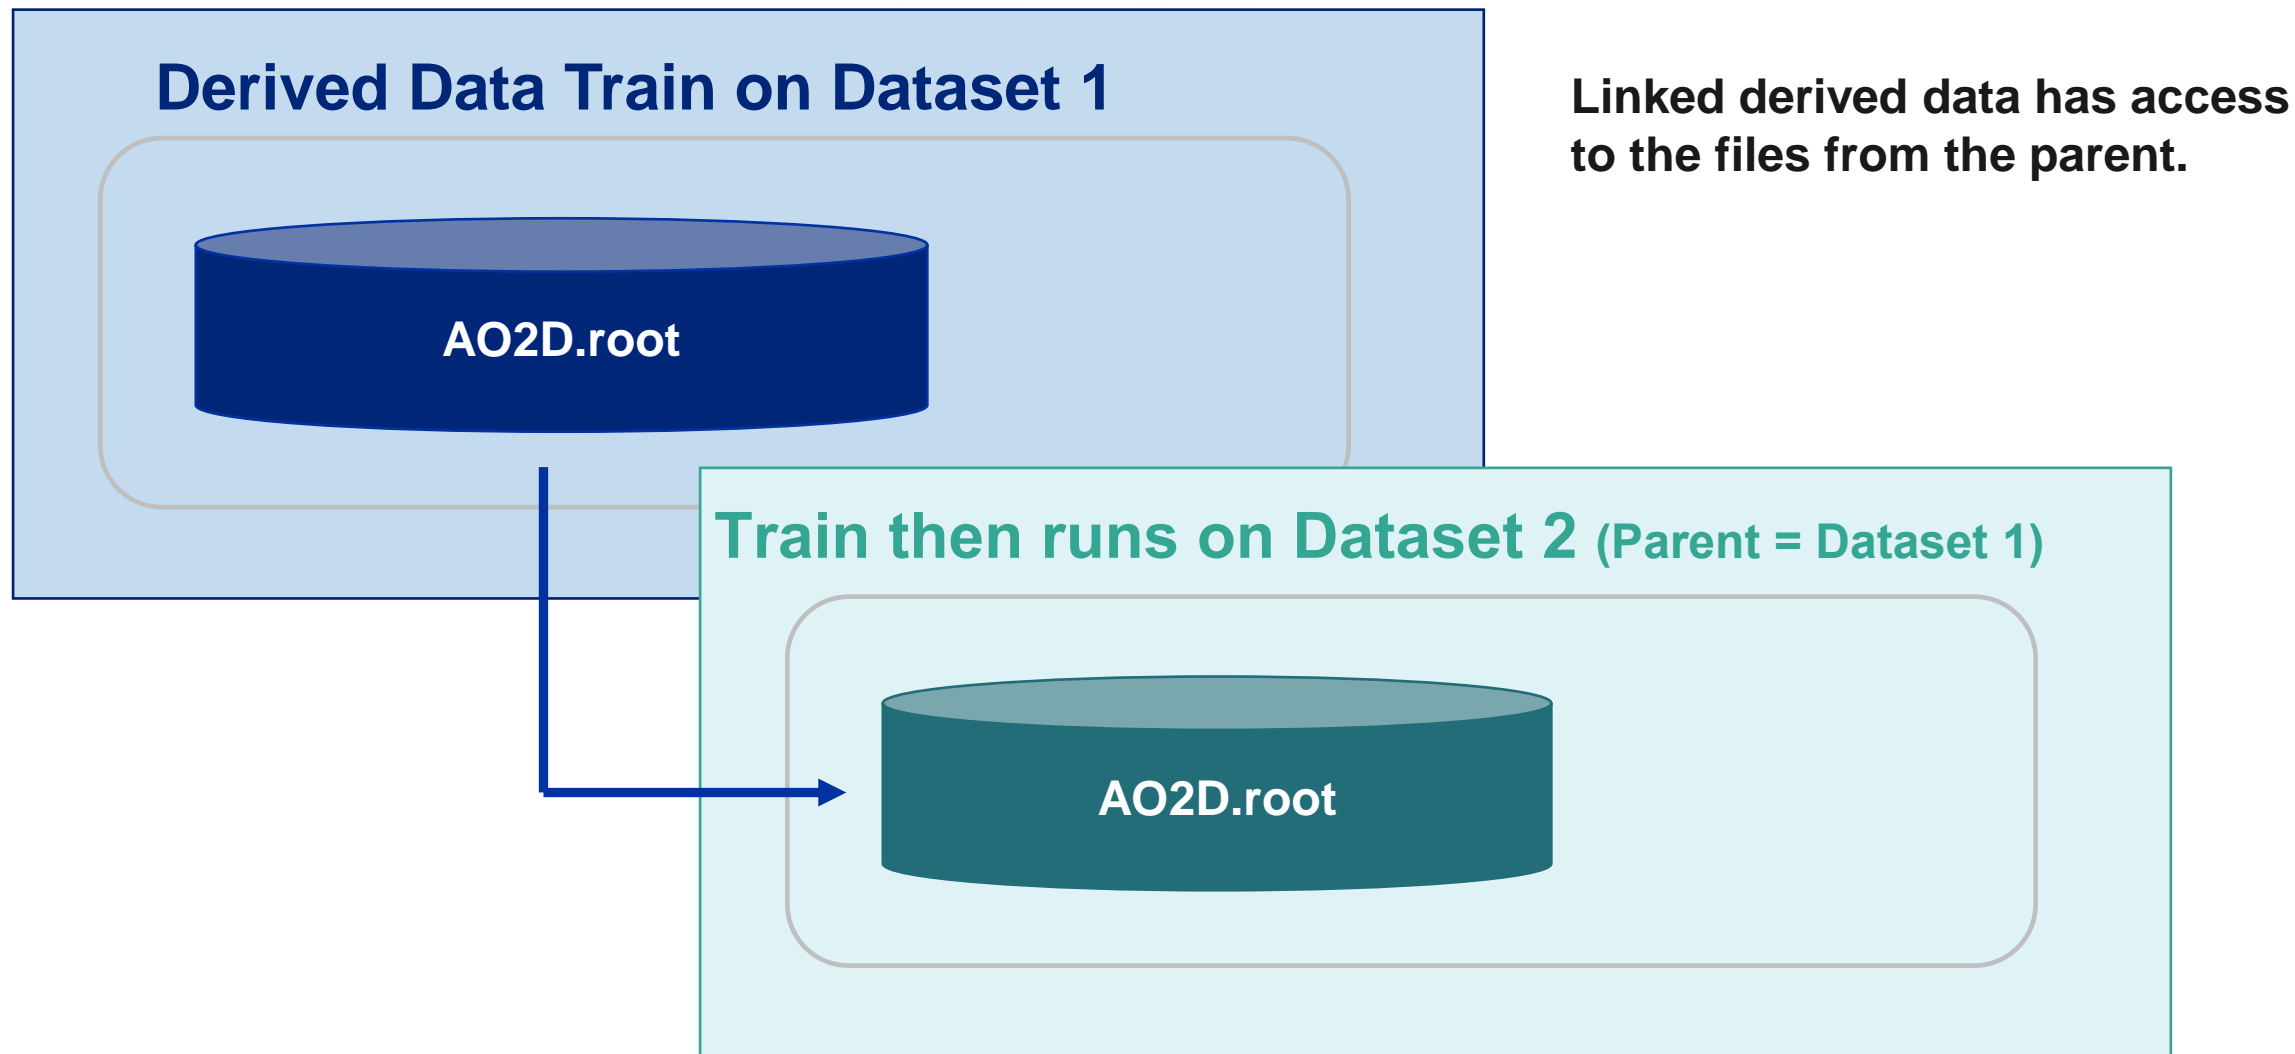 Derived Data Train on Dataset 1
Linked derived data has access
to the files from the parent.
AO2D.root
Train then runs on Dataset 2 (Parent = Dataset 1)
AO2D.root